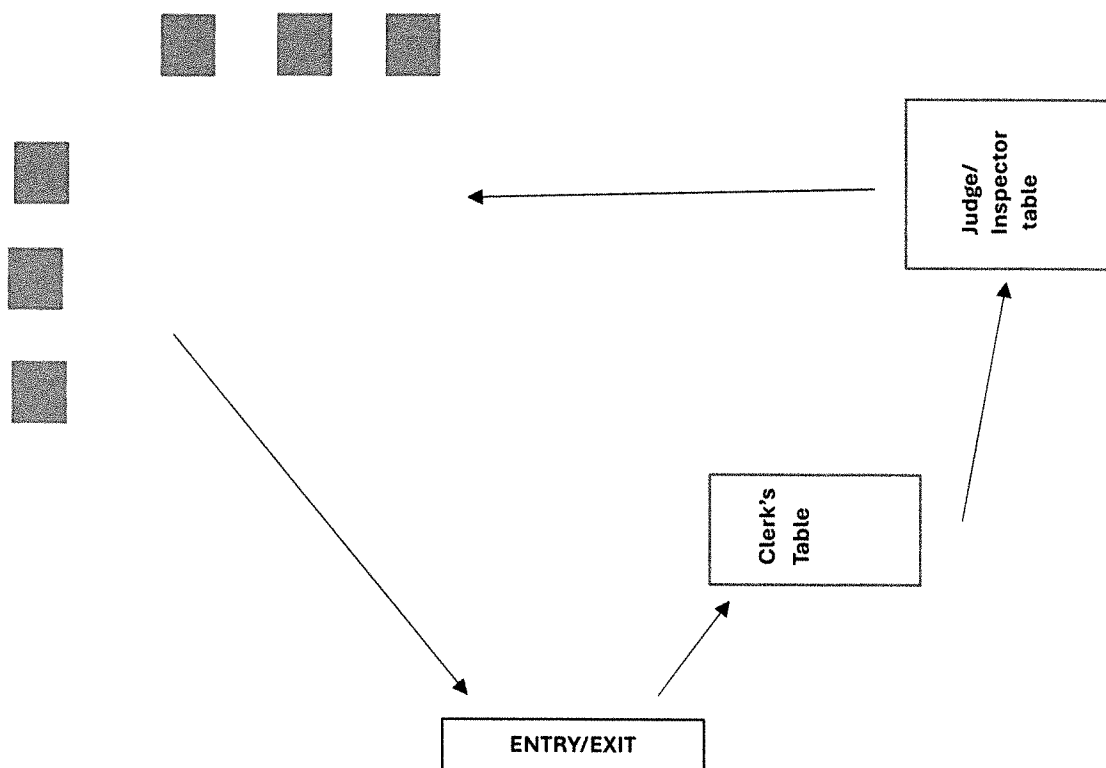 Judge/
Inspector
table
Clerk's
Table
ENTRY/EXIT